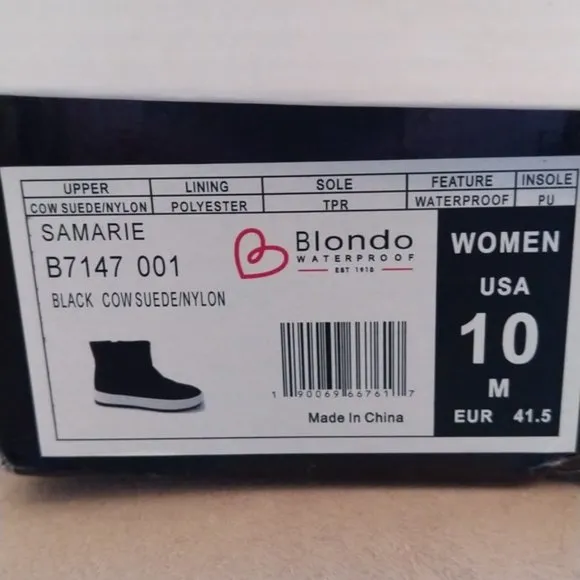 UPPER LINING SOLE FEATURE INSOLE
COW SUEDE/NYLON POLYESTER TPR WATERPROOF PU
SAMARIE
B7147 001
BLACK COW SUEDE/NYLON
Blondo
WATERPROOF
EST 1915
1 90069 66761 7
Made In China
WOMEN
USA
10
M
EUR 41.5